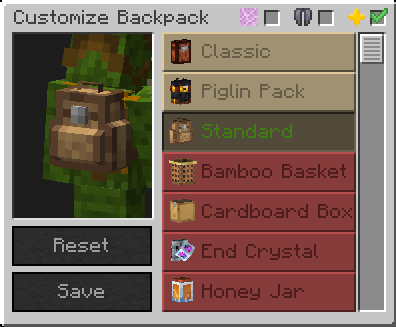 Customize Backpack
Classic
Piglin Pack
Standard
Bamboo Basket
Cardboard Box
End Crystal
Honey Jar
Reset
Save